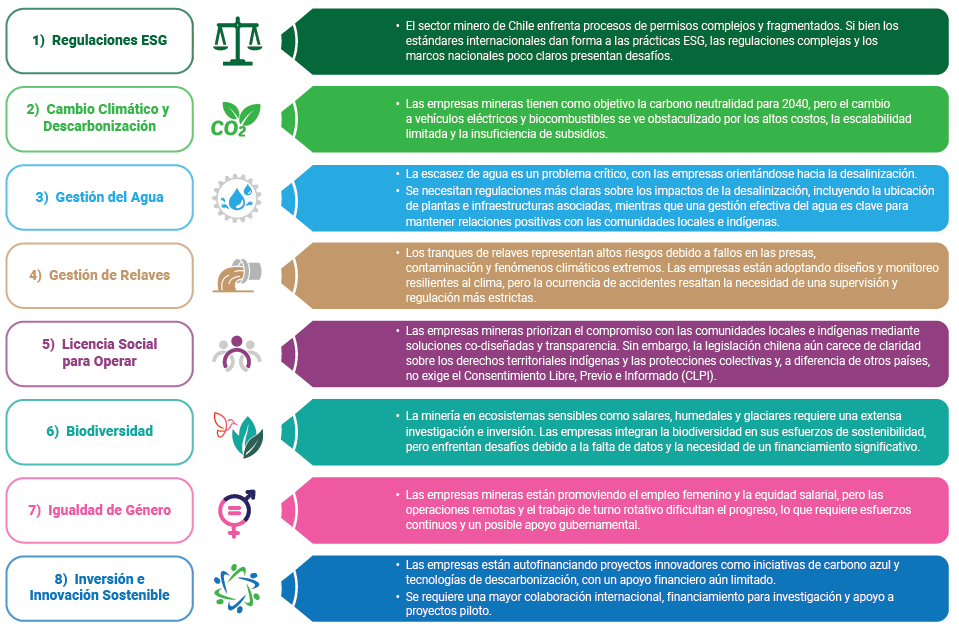 1) Regulaciones ESG
• El sector minero de Chile enfrenta procesos de permisos complejos y fragmentados. Si bien los
estándares internacionales dan forma a las prácticas ESG, las regulaciones complejas y los
marcos nacionales poco claros presentan desafíos.
2) Cambio Climático y
Descarbonización
CO2
• Las empresas mineras tienen como objetivo la carbono neutralidad para 2040, pero el cambio
a vehículos eléctricos y biocombustibles se ve obstaculizado por los altos costos, la escalabilidad
limitada y la insuficiencia de subsidios.
3) Gestión del Agua
• La escasez de agua es un problema crítico, con las empresas orientándose hacia la desalinización.
• Se necesitan regulaciones más claras sobre los impactos de la desalinización, incluyendo la ubicación
de plantas e infraestructuras asociadas, mientras que una gestión efectiva del agua es clave para
mantener relaciones positivas con las comunidades locales e indígenas.
4) Gestión de Relaves
• Los tranques de relaves representan altos riesgos debido a fallos en las presas,
contaminación y fenómenos climáticos extremos. Las empresas están adoptando diseños y monitoreo
resilientes al clima, pero la ocurrencia de accidentes resaltan la necesidad de una supervisión y
regulación más estrictas.
5) Licencia Social
para Operar
• Las empresas mineras priorizan el compromiso con las comunidades locales e indígenas mediante
soluciones co-diseñadas y transparencia. Sin embargo, la legislación chilena aún carece de claridad
sobre los derechos territoriales indígenas y las protecciones colectivas y, a diferencia de otros países,
no exige el Consentimiento Libre, Previo e Informado (CLPI).
6) Biodiversidad
• La minería en ecosistemas sensibles como salares, humedales y glaciares requiere una extensa
investigación e inversión. Las empresas integran la biodiversidad en sus esfuerzos de sostenibilidad,
pero enfrentan desafíos debido a la falta de datos y la necesidad de un financiamiento significativo.
7) Igualdad de Género
• Las empresas mineras están promoviendo el empleo femenino y la equidad salarial, pero las
operaciones remotas y el trabajo de turno rotativo dificultan el progreso, lo que requiere esfuerzos
continuos y un posible apoyo gubernamental.
8) Inversión e
Innovación Sostenible
• Las empresas están autofinanciando proyectos innovadores como iniciativas de carbono azul y
tecnologías de descarbonización, con un apoyo financiero aún limitado.
• Se requiere una mayor colaboración internacional, financiamiento para investigación y apoyo a
proyectos piloto.